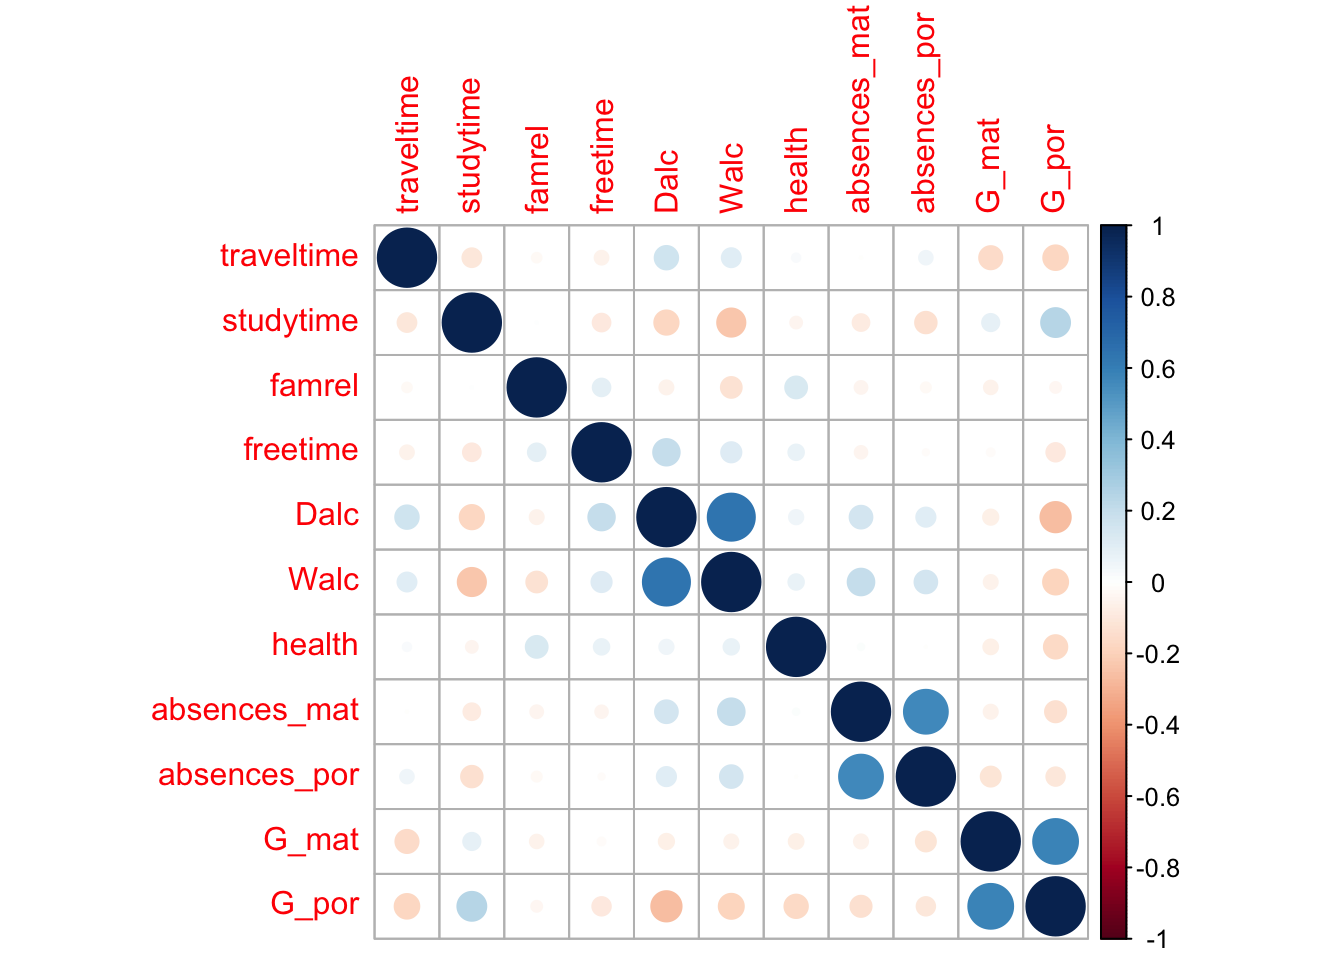 traveltime
studytime
famrel
freetime
Dalc
Walc
health
absences_mat
absences_por
G_mat
G_por
traveltime
studytime
famrel
freetime
Dalc
Walc
health
absences_mat
absences_por
G_mat
G_por
1
0.8
0.6
0.4
0.2
0
-0.2
-0.4
-0.6
-0.8
-1